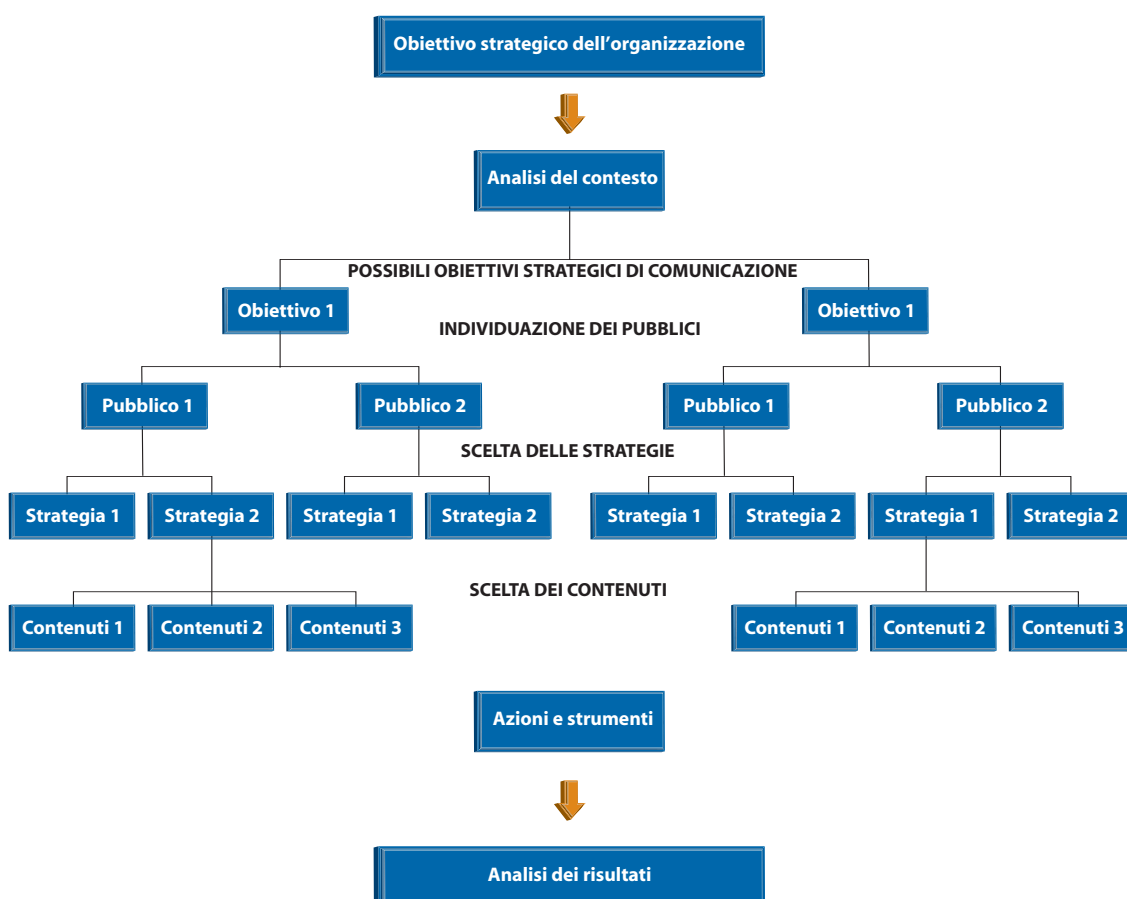 Obiettivo strategico dell’organizzazione
Analisi del contesto
POSSIBILI OBIETTIVI STRATEGICI DI COMUNICAZIONE
Obiettivo 1
Obiettivo 1
INDIVIDUAZIONE DEI PUBBLICI
Pubblico 1
Pubblico 2
Pubblico 1
Pubblico 2
SCELTA DELLE STRATEGIE
Strategia 1
Strategia 2
Strategia 1
Strategia 2
Strategia 1
Strategia 2
Strategia 1
Strategia 2
SCELTA DEI CONTENUTI
Contenuti 1
Contenuti 2
Contenuti 3
Contenuti 1
Contenuti 2
Contenuti 3
Azioni e strumenti
Analisi dei risultati